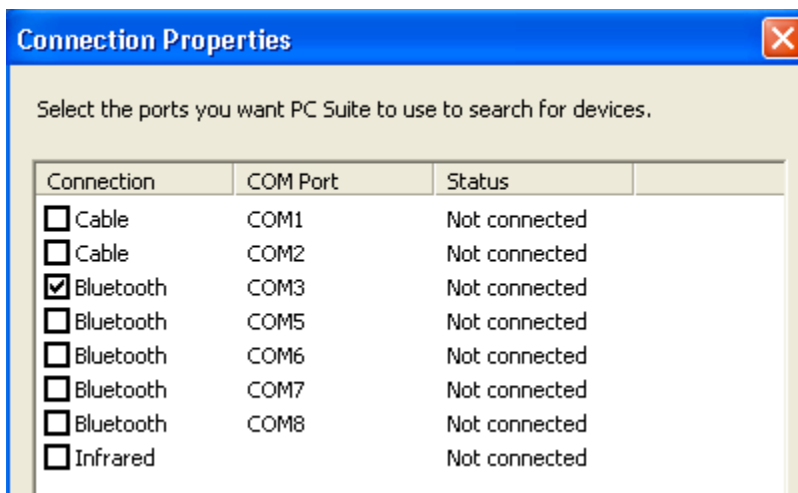 Connection Properties
Select the ports you want PC Suite to use to search for devices.
Connection COM Port Status
Cable COM1 Not connected
Cable COM2 Not connected
Bluetooth COM3 Not connected
Bluetooth COM5 Not connected
Bluetooth COM6 Not connected
Bluetooth COM7 Not connected
Bluetooth COM8 Not connected
Infrared Not connected